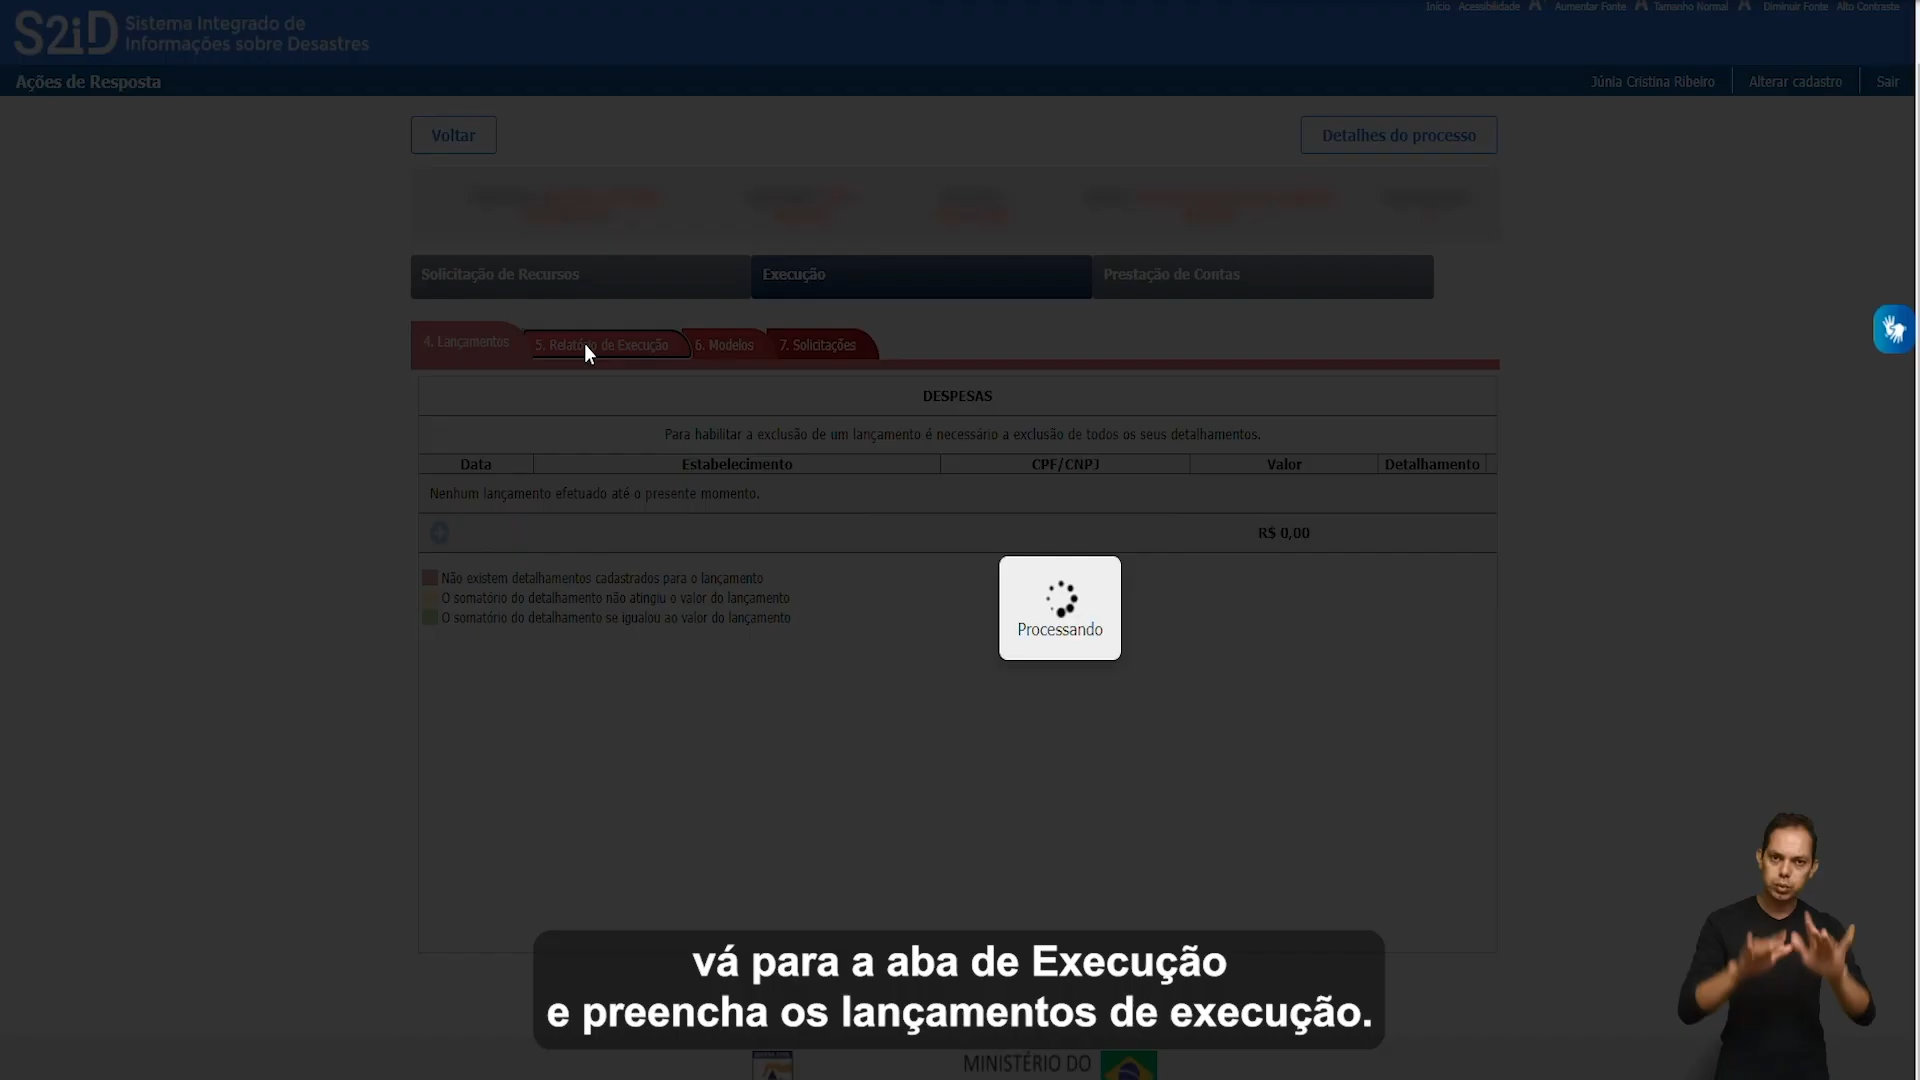 S2iD Sistema Integrado de
Informações sobre Desastres
Início Acessibilidade A Aumentar Fonte A Tamanho Normal A Diminuir Fonte Alto Contraste
Ações de Resposta
Júnia Cristina Ribeiro
Alterar cadastro
Sair
Voltar
Detalhes do processo
Solicitação de Recursos
Execução
Prestação de Contas
4. Lançamentos
5. Relatório de Execução
6. Modelos
7. Solicitações
DESPESAS
Para habilitar a exclusão de um lançamento é necessário a exclusão de todos os seus detalhamentos.
Data Estabelecimento CPF/CNPJ Valor Detalhamento
Nenhum lançamento efetuado até o presente momento.
R$ 0,00
Não existem detalhamentos cadastrados para o lançamento
O somatório do detalhamento não atingiu o valor do lançamento
O somatório do detalhamento se igualou ao valor do lançamento
Processando
vá para a aba de Execução
e preencha os lançamentos de execução.
MINISTÉRIO DO